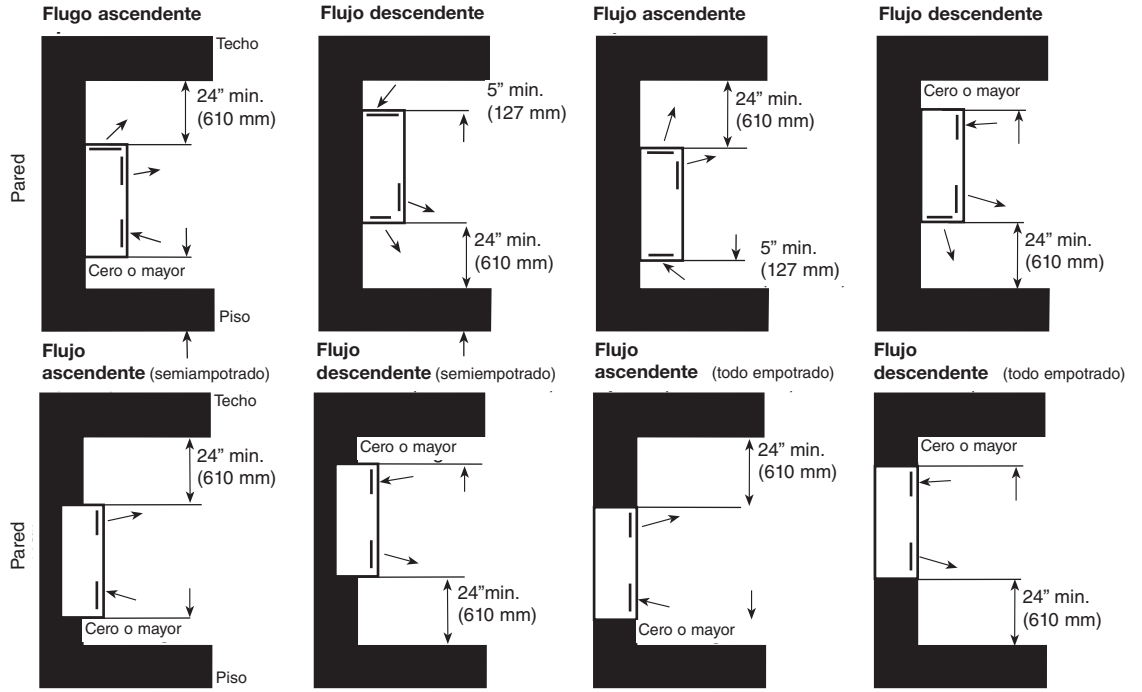 Flugo ascendente
Flujo descendente
Flujo ascendente
Flujo descendente
Techo
24” min.
(610 mm)
Pared
Cero o mayor
Piso
5” min.
(127 mm)
24” min.
(610 mm)
24” min.
(610 mm)
5” min.
(127 mm)
Cero o mayor
24” min.
(610 mm)
Flujo
ascendente (semiampotrado)
Flujo
descendente (semiempotrado)
Flujo
ascendente (todo empotrado)
Flujo
descendente (todo empotrado)
Techo
24” min.
(610 mm)
Pared
Cero o mayor
Piso
Cero o mayor
24”min.
(610 mm)
24” min.
(610 mm)
Cero o mayor
Cero o mayor
24” min.
(610 mm)